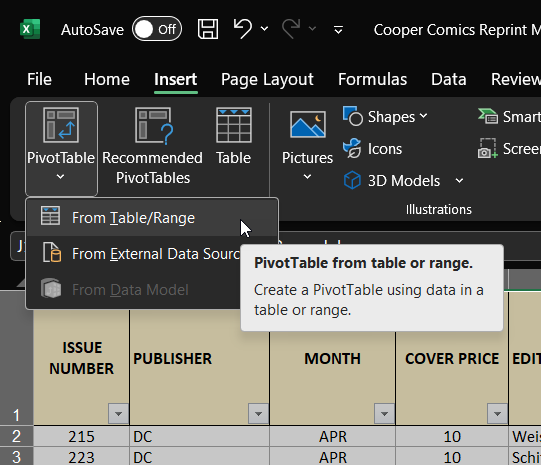 AutoSave Off Cooper Comics Reprint M
File Home Insert Page Layout Formulas Data Review
PivotTable
Recommended
PivotTables
Table
Pictures
Shapes
Icons
3D Models
Smart
Screen
Illustrations
From Table/Range
From External Data Sourc
From Data Model
PivotTable from table or range.
Create a PivotTable using data in a
table or range.
1
ISSUE
NUMBER
PUBLISHER
MONTH
COVER PRICE
EDIT
2 215 DC APR 10 Weis
3 223 DC APR 10 Schif